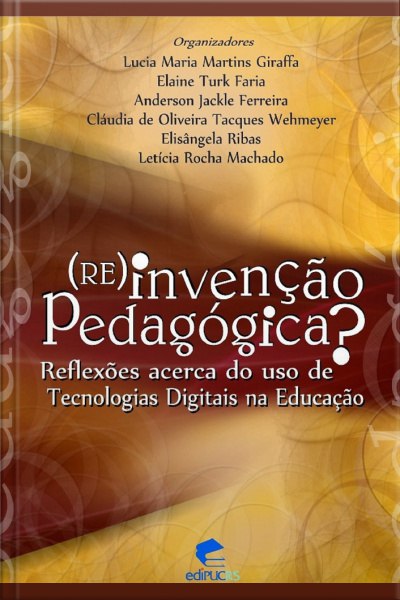 Organizadores
Lucia Maria Martins Giraffa
Elaine Turk Faria
Anderson Jackle Ferreira
Cláudia de Oliveira Tacques Wehmeyer
Elisângela Ribas
Letícia Rocha Machado
(RE)invenção
Pedagógica?
Reflexões acerca do uso de
Tecnologias Digitais na Educação
ediPUCRS